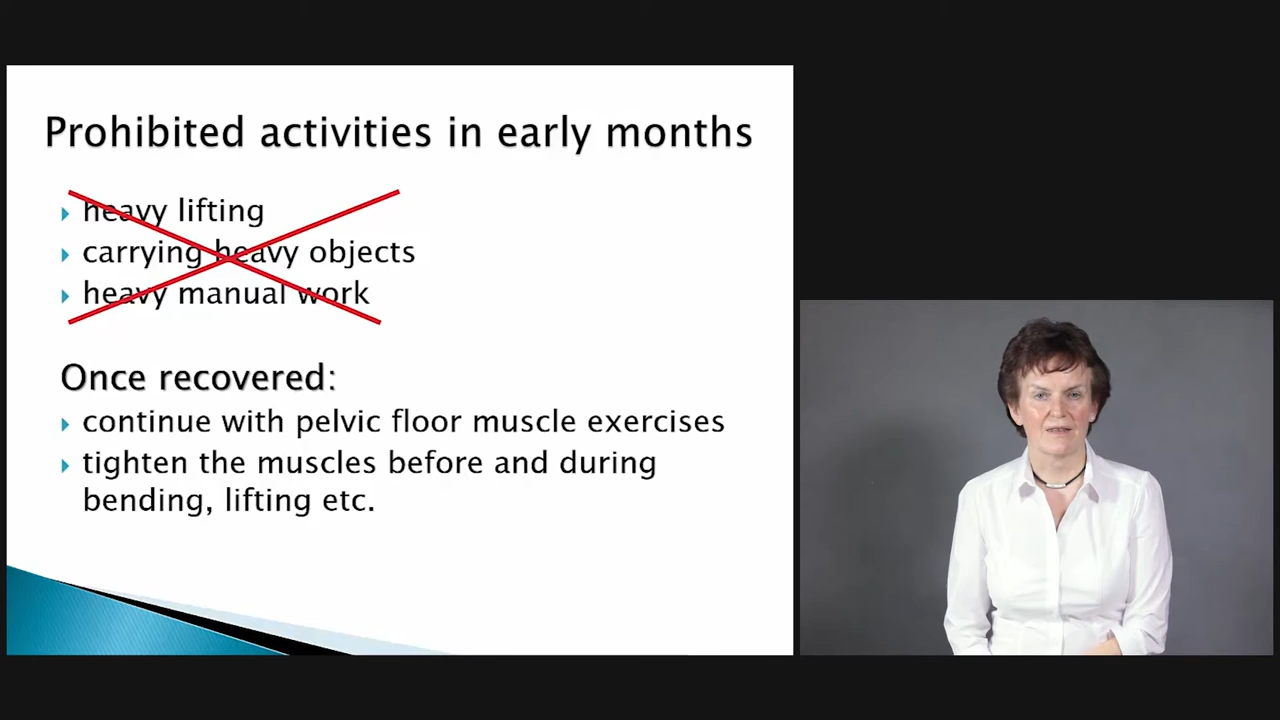 Prohibited activities in early months
heavy lifting
carrying heavy objects
heavy manual work
Once recovered:
continue with pelvic floor muscle exercises
tighten the muscles before and during
bending, lifting etc.